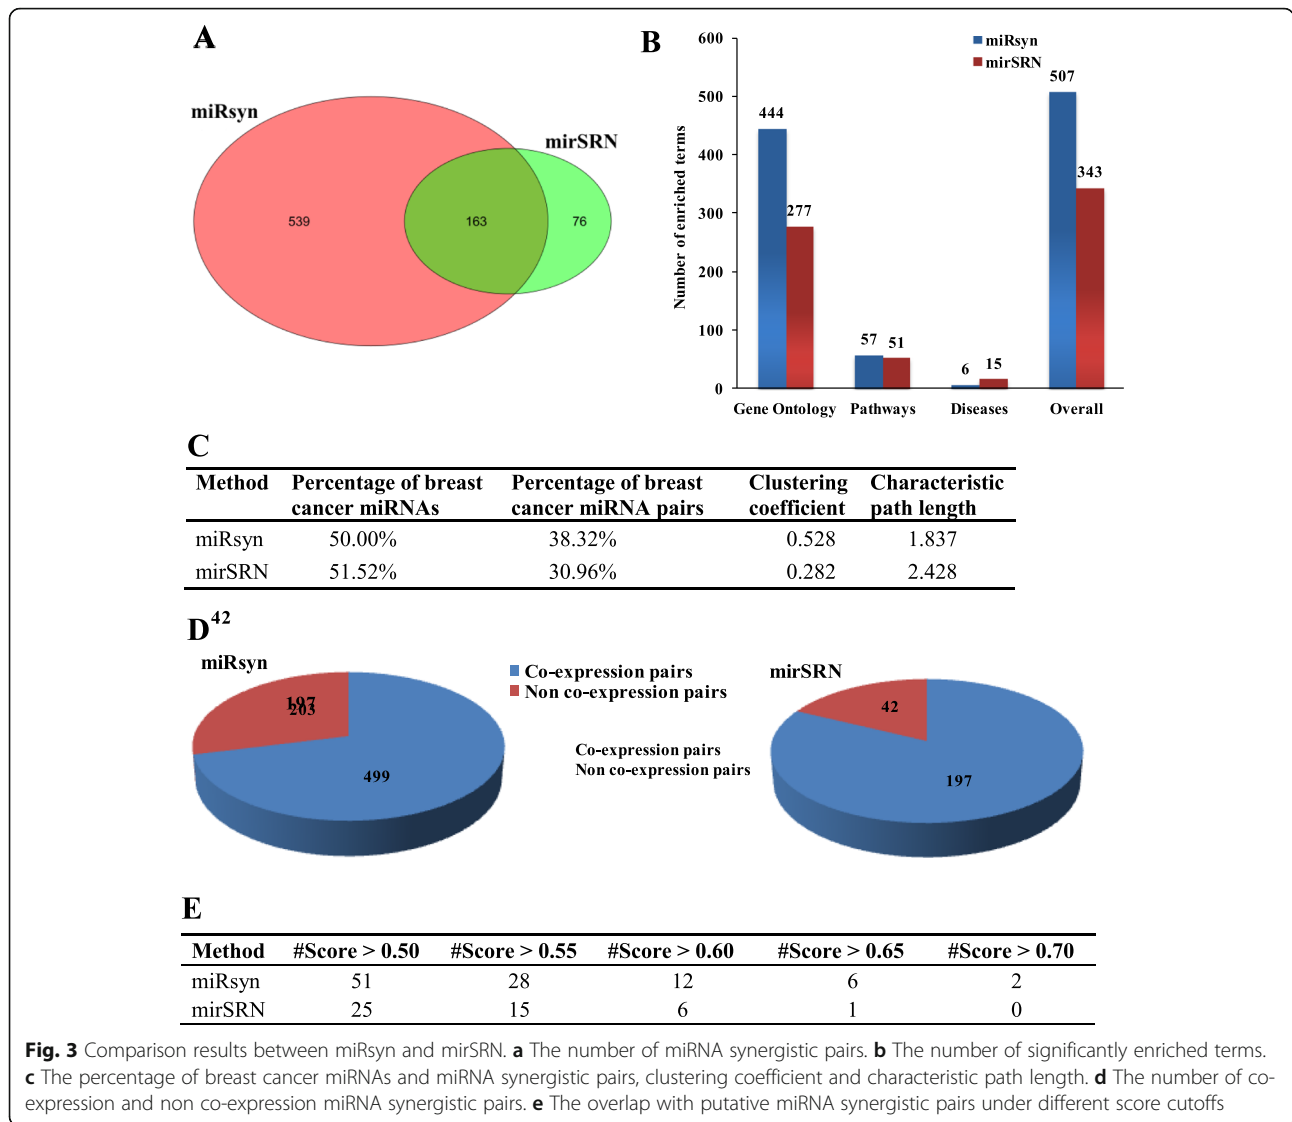 A
miRsyn
mirSRN
539
163
76
B
miRsyn
mirSRN
Number of enriched terms
600
500
400
300
200
100
0
444
277
57
51
6
15
507
343
Gene Ontology Pathways Diseases Overall
C
Method Percentage of breast cancer miRNAs Percentage of breast cancer miRNA pairs Clustering coefficient Characteristic path length
miRsyn 50.00% 38.32% 0.528 1.837
mirSRN 51.52% 30.96% 0.282 2.428
D42
miRsyn
197
203
499
Co-expression pairs
Non co-expression pairs
Co-expression pairs
Non co-expression pairs
mirSRN
42
197
E
Method #Score > 0.50 #Score > 0.55 #Score > 0.60 #Score > 0.65 #Score > 0.70
miRsyn 51 28 12 6 2
mirSRN 25 15 6 1 0
Fig. 3 Comparison results between miRsyn and mirSRN. a The number of miRNA synergistic pairs. b The number of significantly enriched terms.
c The percentage of breast cancer miRNAs and miRNA synergistic pairs, clustering coefficient and characteristic path length. d The number of co-
expression and non co-expression miRNA synergistic pairs. e The overlap with putative miRNA synergistic pairs under different score cutoffs